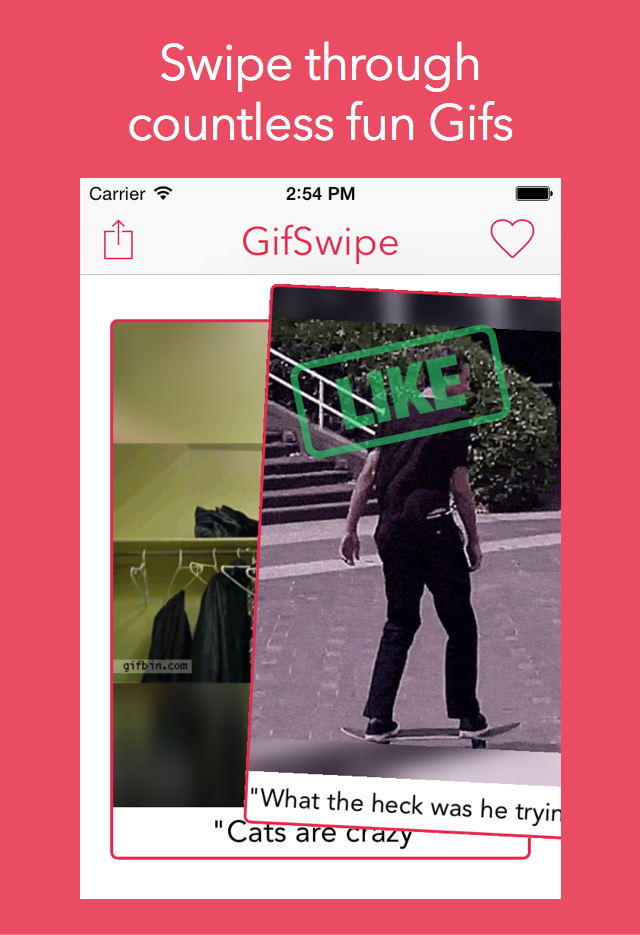 Swipe through
countless fun Gifs
Carrier 2:54 PM
GifSwipe
LIKE
gifbin.com
"What the heck was he tryin
"Cats are crazy